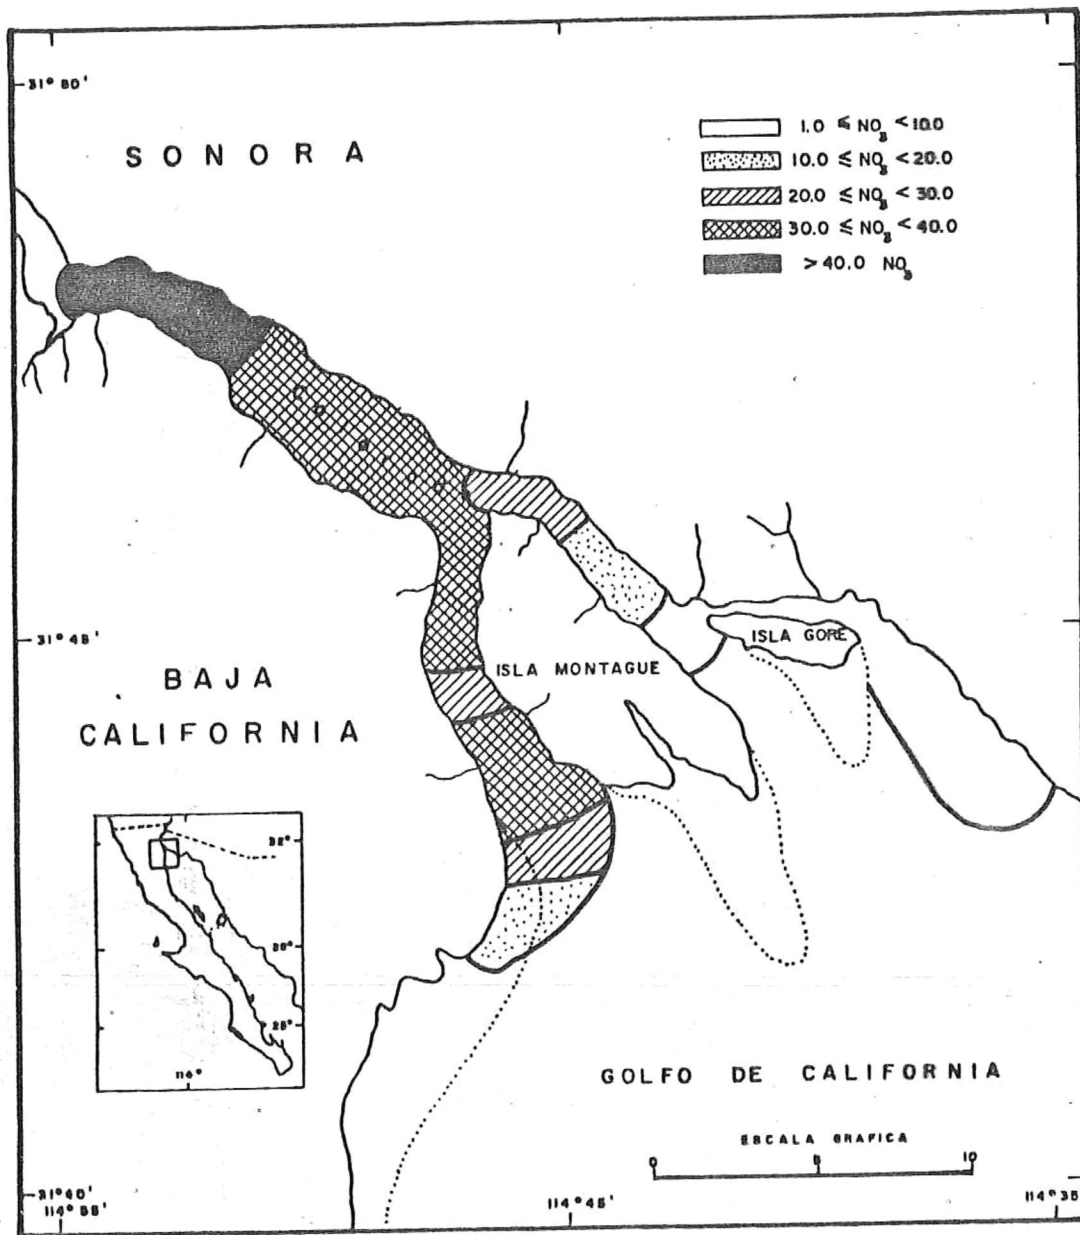 31° 50'
SONORA
1.0 ≤ NO3 < 10.0
10.0 ≤ NO3 < 20.0
20.0 ≤ NO3 < 30.0
30.0 ≤ NO3 < 40.0
> 40.0 NO3
31° 45'
ISLA GORE
ISLA MONTAGUE
BAJA
CALIFORNIA
32°
30°
28°
114°
GOLFO DE CALIFORNIA
ESCALA GRAFICA
0 5 10
31° 40'
114° 55' 114° 45' 114° 35'